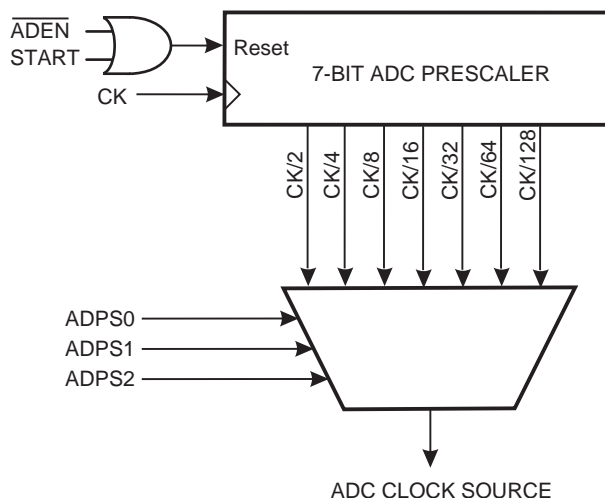 ADEN
START
Reset
7-BIT ADC PRESCALER
CK
CK/2
CK/4
CK/8
CK/16
CK/32
CK/64
CK/128
ADPS0
ADPS1
ADPS2
ADC CLOCK SOURCE